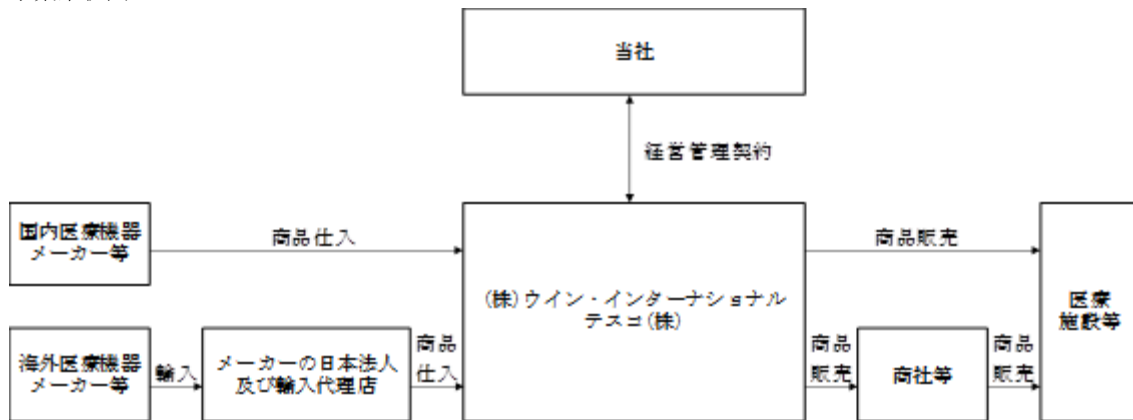 当社
経営管理契約
国内医療機器
メーカー等
商品仕入
(株)ウイン・インターナショナル
テスコ(株)
商品販売
医療
施設等
海外医療機器
メーカー等
輸入
メーカーの日本法人
及び輸入代理店
商品
仕入
商品
販売
商社等
商品
販売